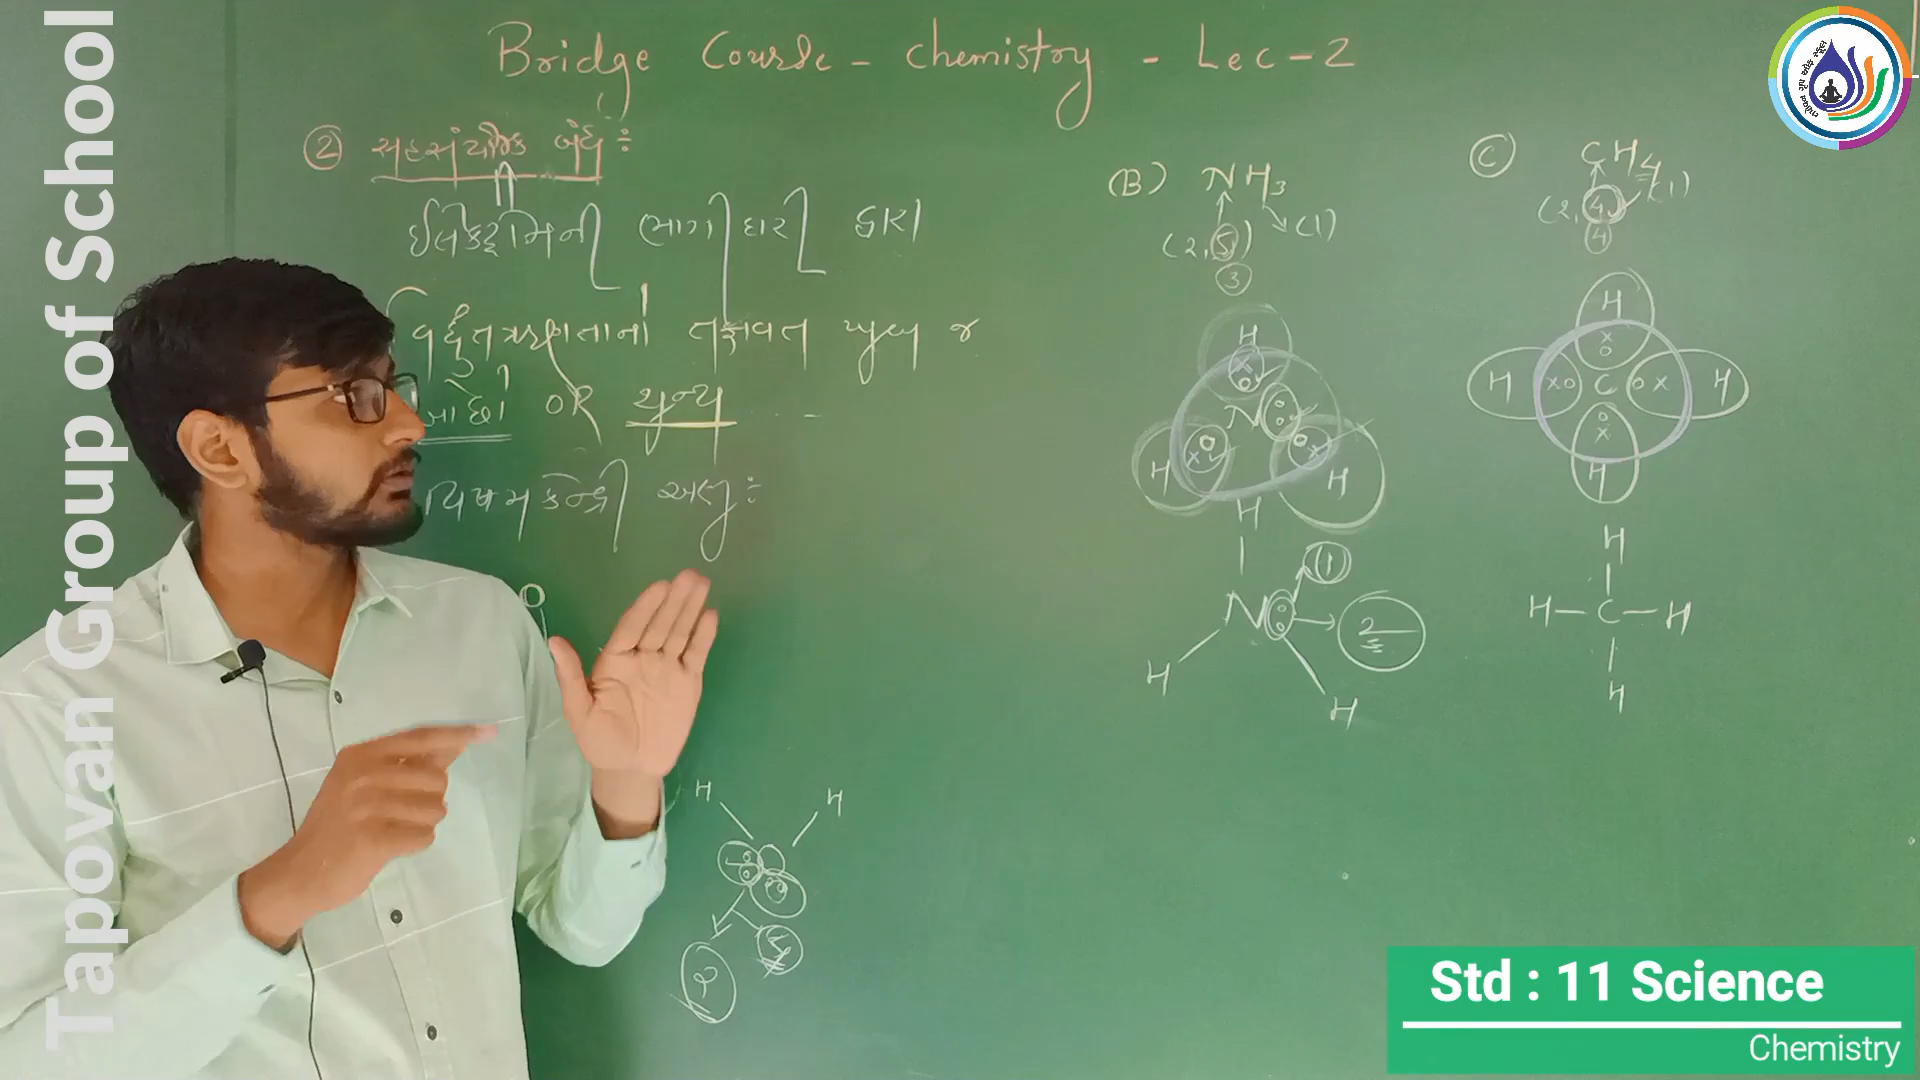 Tapovan Group of School
Bridge Course - Chemistry - Lec-2
② સહસંયોજક બંધ :
ઈલેક્ટ્રોનની ભાગીદારી દ્વારા
વિદ્યુતઋણતાનો તફાવત ખુબ જ
ઓછો OR શૂન્ય
વિષમકેન્દ્રી અણુ :
O
H H
(B) NH₃
(2,5) (1)
3
H
N
H H
H
N 1
2
H H
(C) CH₄
(2,4) (1)
4
H
H C H
H
H
H-C-H
H
Std : 11 Science
Chemistry